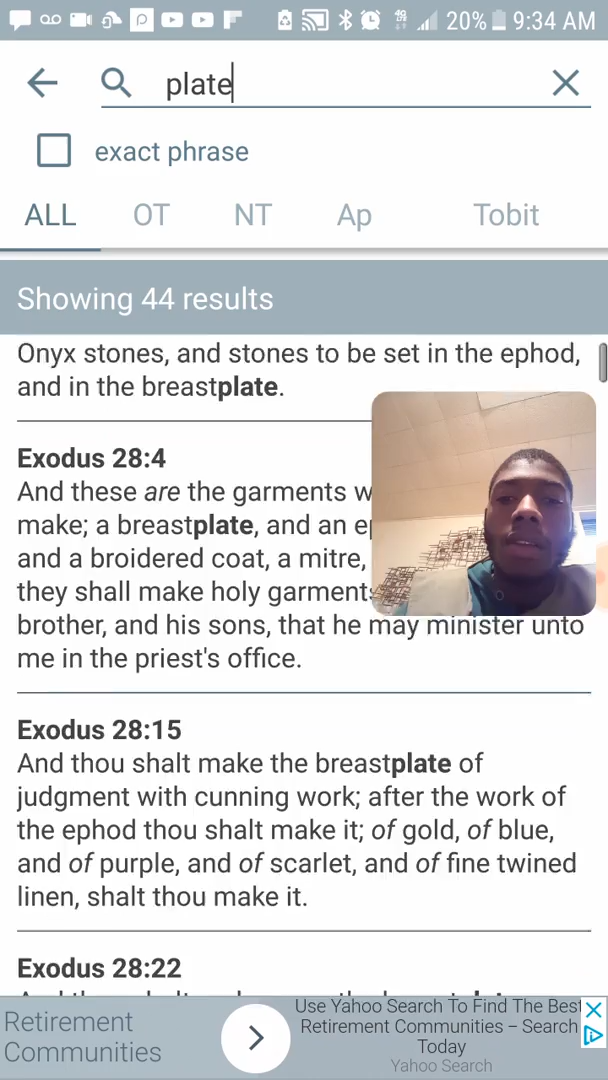 20% 9:34 AM
plate
exact phrase
ALL OT NT Ap Tobit
Showing 44 results
Onyx stones, and stones to be set in the ephod,
and in the breastplate.
Exodus 28:4
And these are the garments
make; a breastplate, and an
and a broidered coat, a mitre,
they shall make holy garments
brother, and his sons, that he may minister unto
me in the priest's office.
Exodus 28:15
And thou shalt make the breastplate of
judgment with cunning work; after the work of
the ephod thou shalt make it; of gold, of blue,
and of purple, and of scarlet, and of fine twined
linen, shalt thou make it.
Exodus 28:22
Retirement
Communities
Use Yahoo Search To Find The Best
Retirement Communities – Search
Today
Yahoo Search